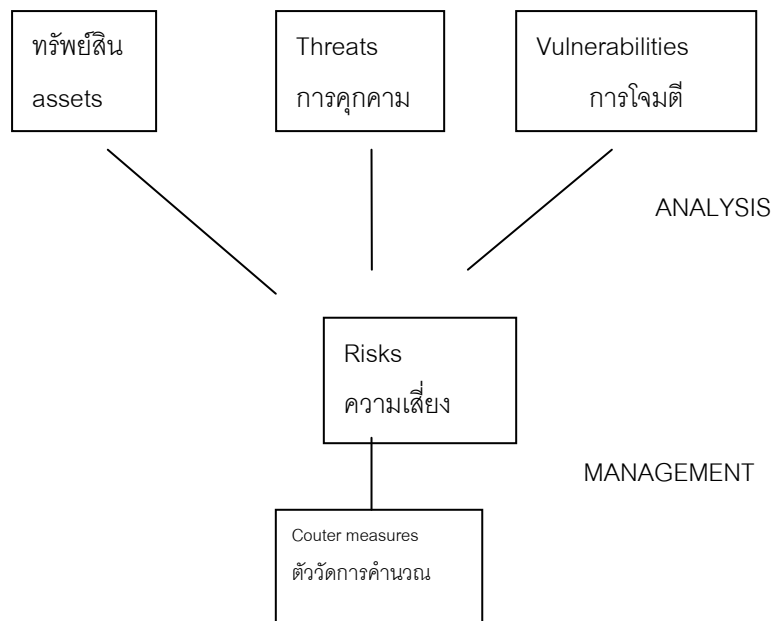 ทรัพย์สิน
assets
Threats
การคุกคาม
Vulnerabilities
การโจมตี
ANALYSIS
Risks
ความเสี่ยง
MANAGEMENT
Couter measures
ตัววัดการคำนวณ